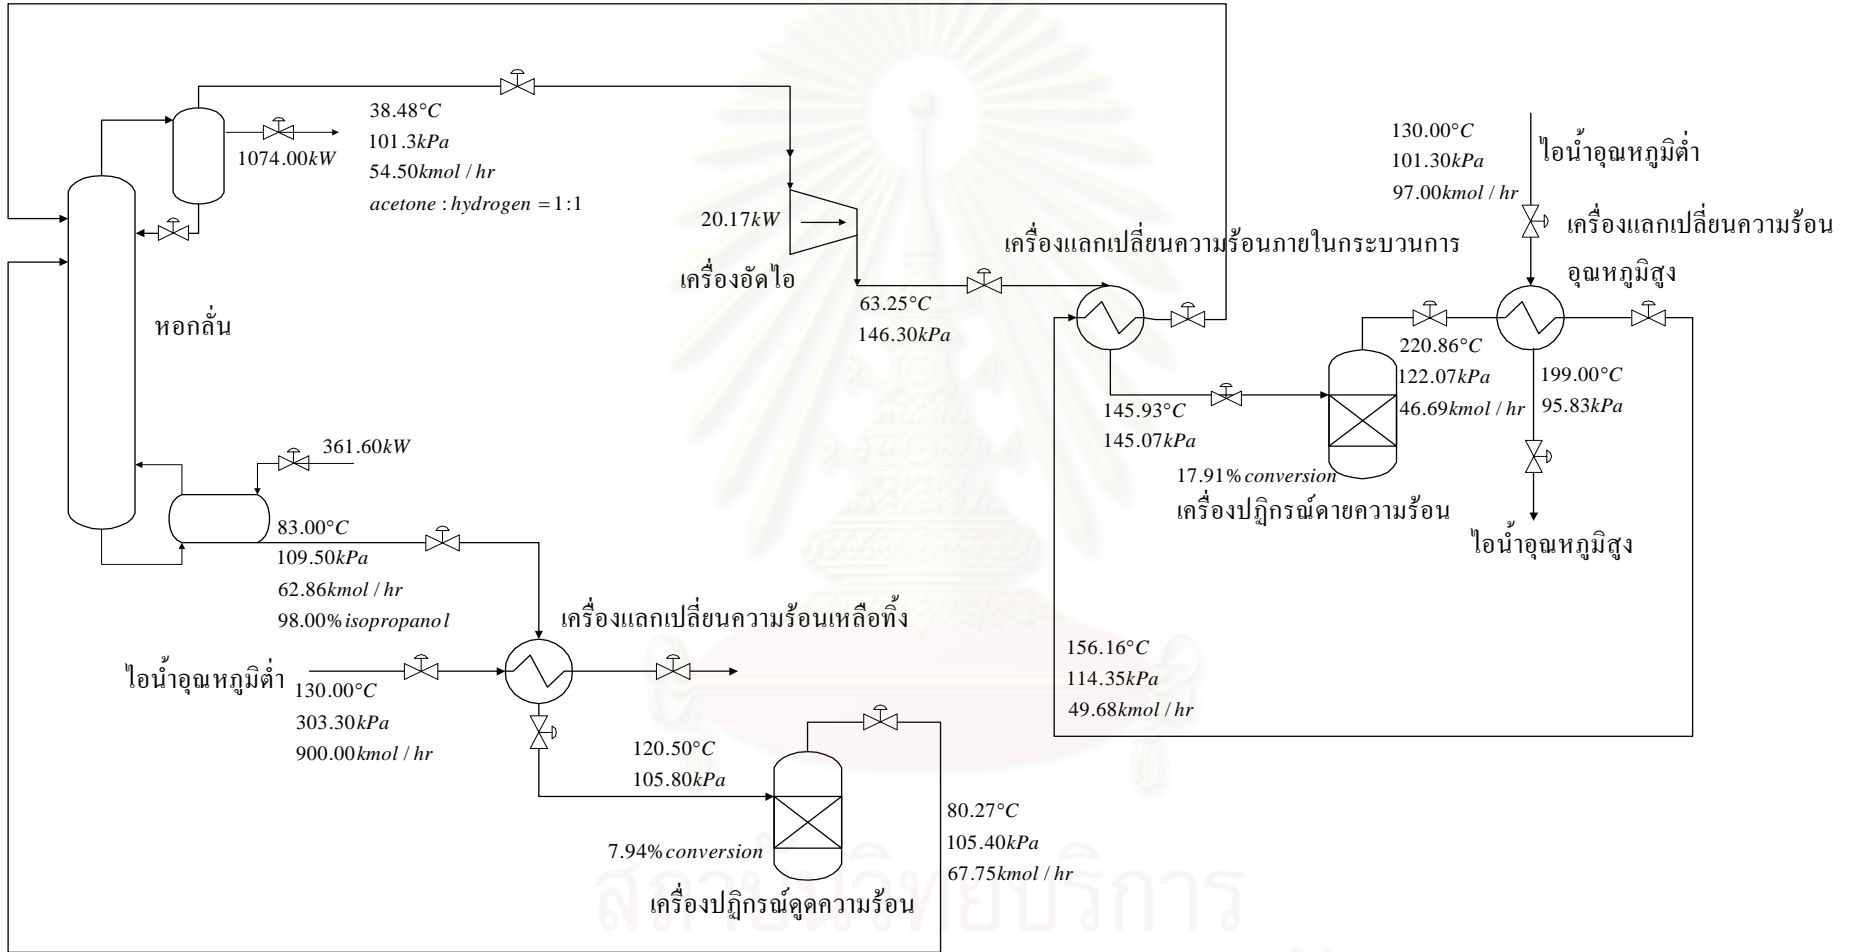 38.48°C
101.3kPa
54.50kmol / hr
acetone : hydrogen = 1:1
1074.00kW
130.00°C
101.30kPa
97.00kmol / hr
ไอน้ำอุณหภูมิต่ำ
เครื่องแลกเปลี่ยนความร้อน
อุณหภูมิสูง
20.17kW
เครื่องอัดไอ
เครื่องแลกเปลี่ยนความร้อนภายในกระบวนการ
63.25°C
146.30kPa
หอกลั่น
220.86°C
122.07kPa
46.69kmol / hr
199.00°C
95.83kPa
145.93°C
145.07kPa
17.91% conversion
เครื่องปฏิกรณ์คายความร้อน
ไอน้ำอุณหภูมิสูง
361.60kW
83.00°C
109.50kPa
62.86kmol / hr
98.00% isopropanol
เครื่องแลกเปลี่ยนความร้อนเหลือทิ้ง
ไอน้ำอุณหภูมิต่ำ
130.00°C
303.30kPa
900.00kmol / hr
156.16°C
114.35kPa
49.68kmol / hr
120.50°C
105.80kPa
7.94% conversion
เครื่องปฏิกรณ์ดูดความร้อน
80.27°C
105.40kPa
67.75kmol / hr
สถาบันวิทยบริการ